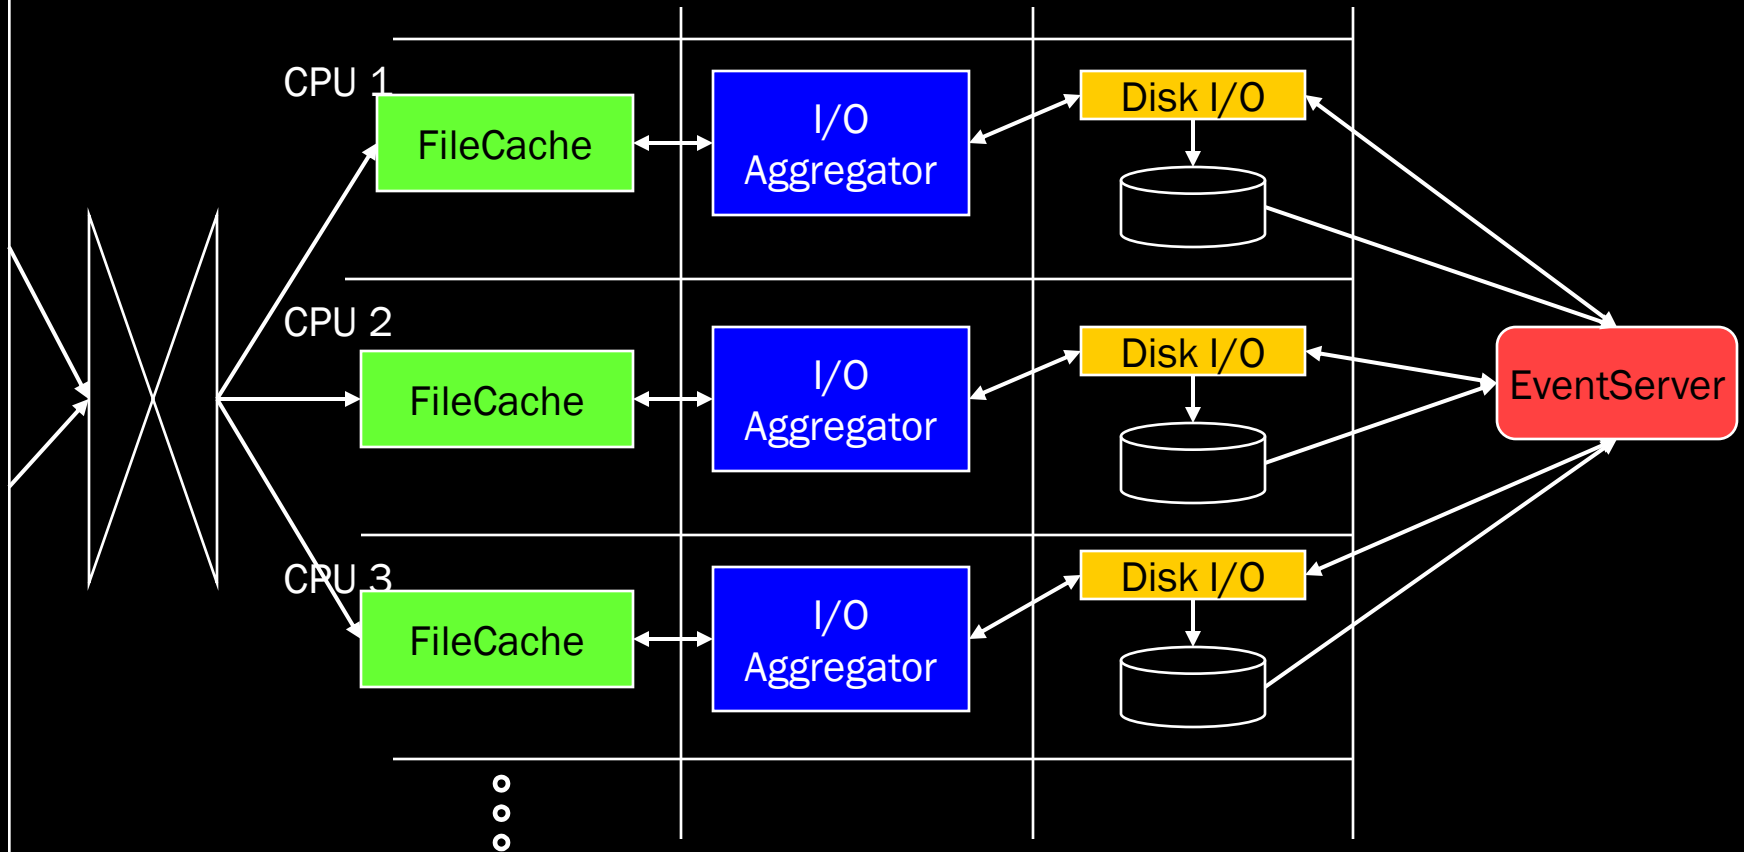 CPU 1
FileCache
I/O
Aggregator
Disk I/O
CPU 2
FileCache
I/O
Aggregator
Disk I/O
EventServer
CPU 3
FileCache
I/O
Aggregator
Disk I/O